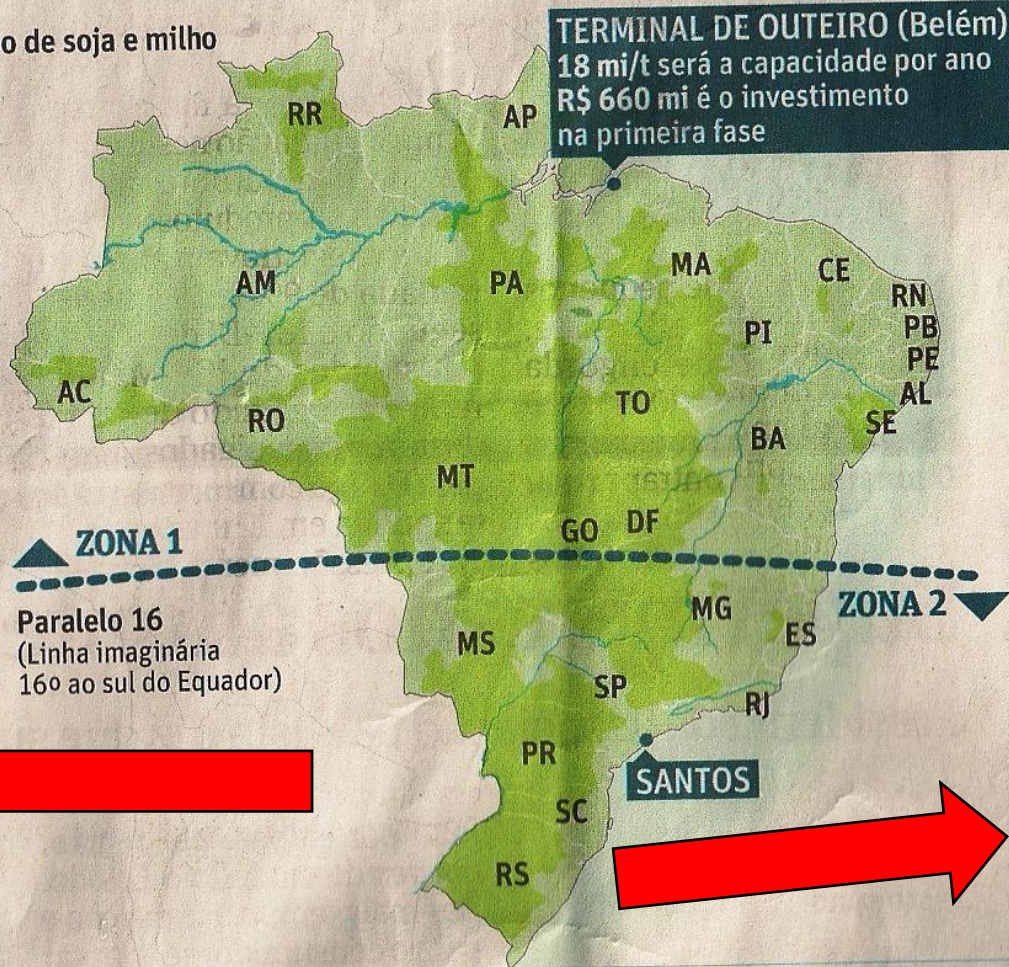 o de soja e milho
TERMINAL DE OUTEIRO (Belém)
18 mi/t será a capacidade por ano
R$ 660 mi é o investimento
na primeira fase
RR
AP
AM
PA
MA
CE
RN
PB
PE
AL
SE
PI
AC
RO
TO
BA
MT
GO
DF
ZONA 1
Paralelo 16
(Linha imaginária
16º ao sul do Equador)
ZONA 2
MG
ES
MS
SP
RJ
PR
SANTOS
SC
RS